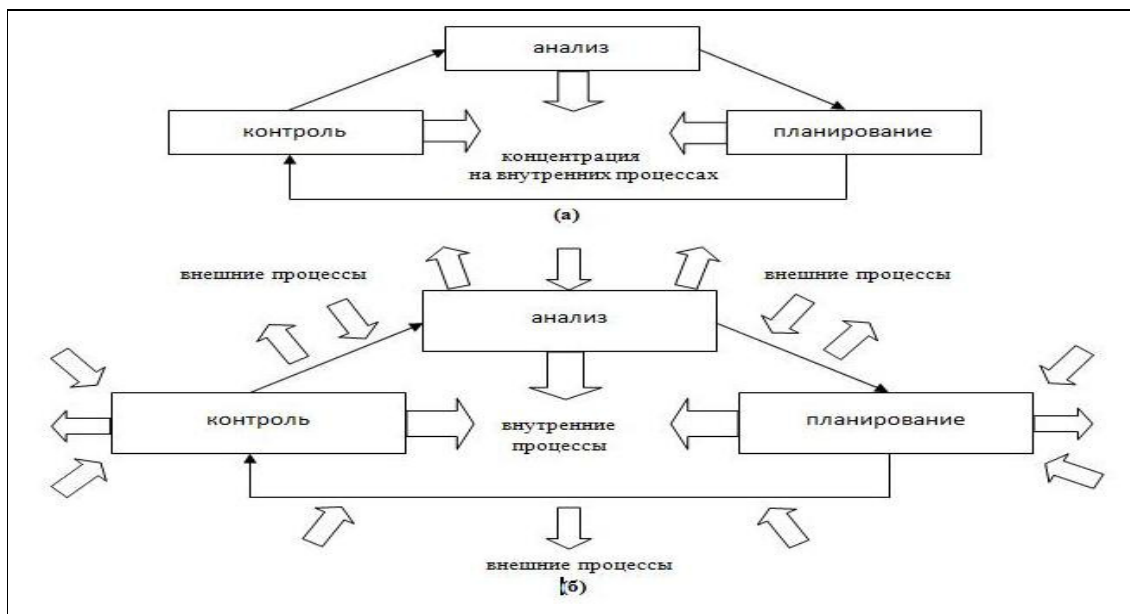 анализ
контроль
планирование
концентрация
на внутренних процессах
(а)
внешние процессы
внешние процессы
анализ
контроль
планирование
внутренние
процессы
внешние процессы
(б)